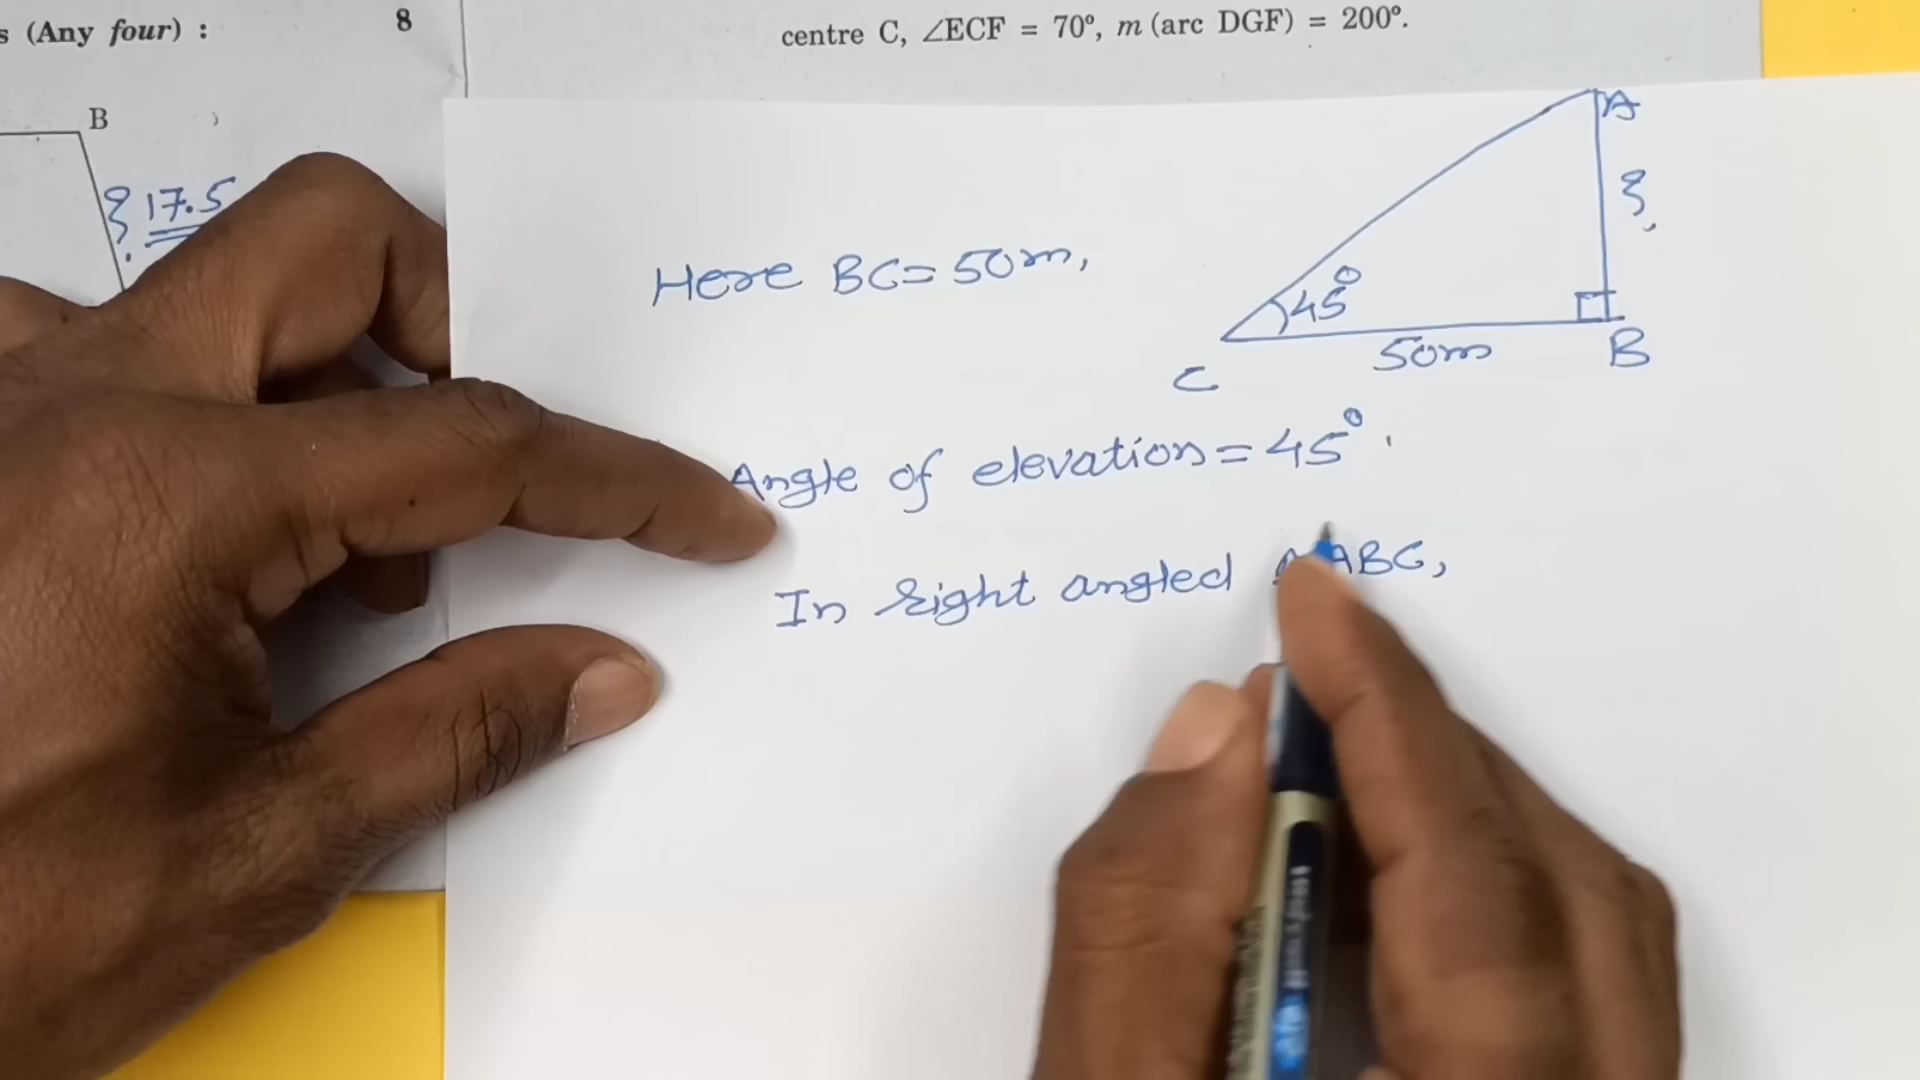 s (Any four) :
8
centre C, ∠ECF = 70°, m (arc DGF) = 200°.
B
17.5
A
Here BC = 50m,
45°
50m
B
C
Angle of elevation = 45°.
In right angled ΔABC,